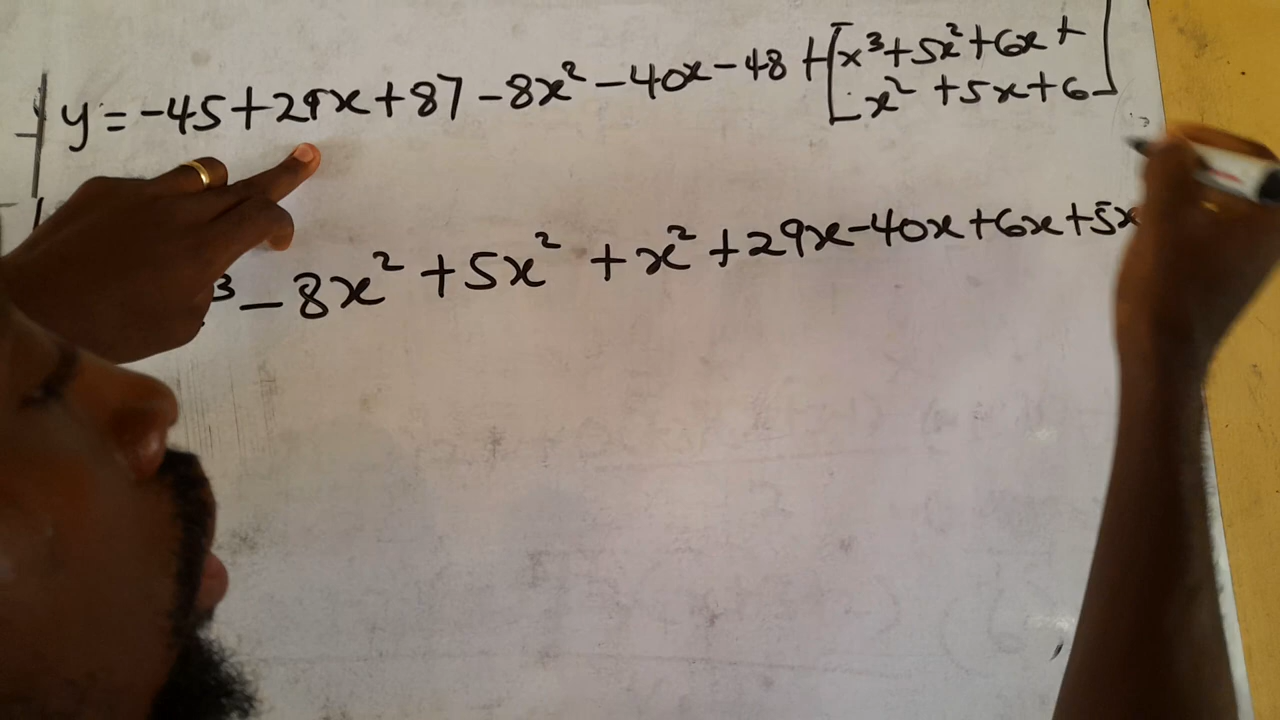 y = -45 + 29x + 87 - 8x² - 40x - 48 + [x³ + 5x² + 6x +
x² + 5x + 6]
³ - 8x² + 5x² + x² + 29x - 40x + 6x + 5x